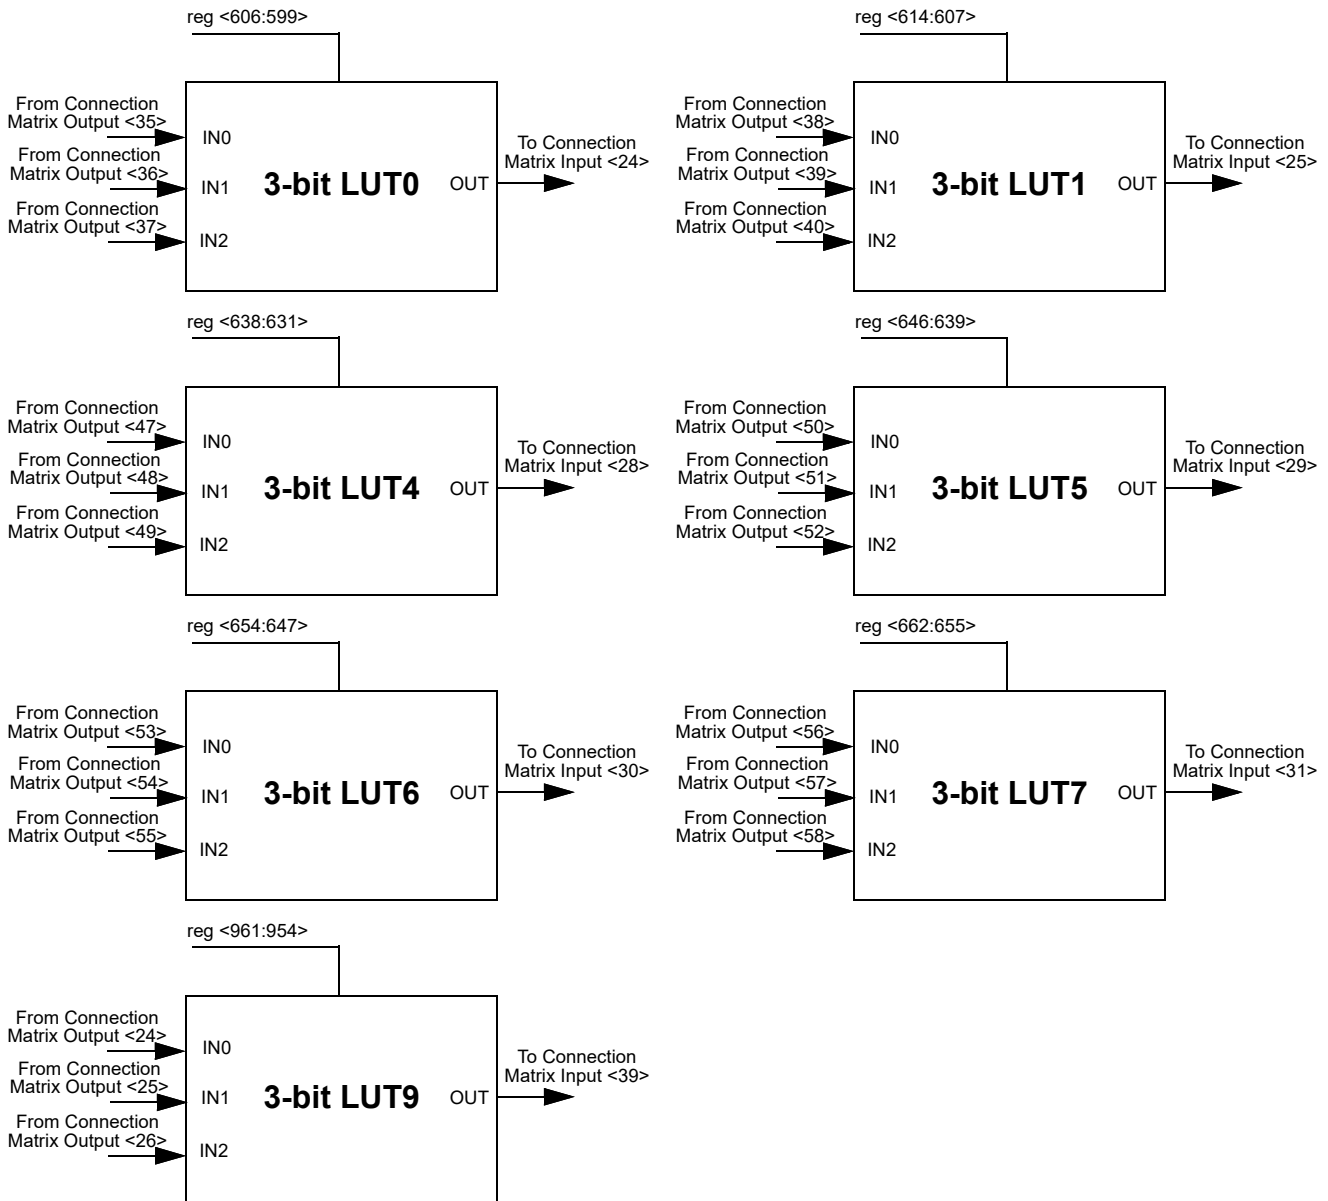 reg <606:599>
From Connection
Matrix Output <35>
From Connection
Matrix Output <36>
From Connection
Matrix Output <37>
IN0
IN1
IN2
3-bit LUT0
OUT
To Connection
Matrix Input <24>
reg <614:607>
From Connection
Matrix Output <38>
From Connection
Matrix Output <39>
From Connection
Matrix Output <40>
IN0
IN1
IN2
3-bit LUT1
OUT
To Connection
Matrix Input <25>
reg <638:631>
From Connection
Matrix Output <47>
From Connection
Matrix Output <48>
From Connection
Matrix Output <49>
IN0
IN1
IN2
3-bit LUT4
OUT
To Connection
Matrix Input <28>
reg <646:639>
From Connection
Matrix Output <50>
From Connection
Matrix Output <51>
From Connection
Matrix Output <52>
IN0
IN1
IN2
3-bit LUT5
OUT
To Connection
Matrix Input <29>
reg <654:647>
From Connection
Matrix Output <53>
From Connection
Matrix Output <54>
From Connection
Matrix Output <55>
IN0
IN1
IN2
3-bit LUT6
OUT
To Connection
Matrix Input <30>
reg <662:655>
From Connection
Matrix Output <56>
From Connection
Matrix Output <57>
From Connection
Matrix Output <58>
IN0
IN1
IN2
3-bit LUT7
OUT
To Connection
Matrix Input <31>
reg <961:954>
From Connection
Matrix Output <24>
From Connection
Matrix Output <25>
From Connection
Matrix Output <26>
IN0
IN1
IN2
3-bit LUT9
OUT
To Connection
Matrix Input <39>